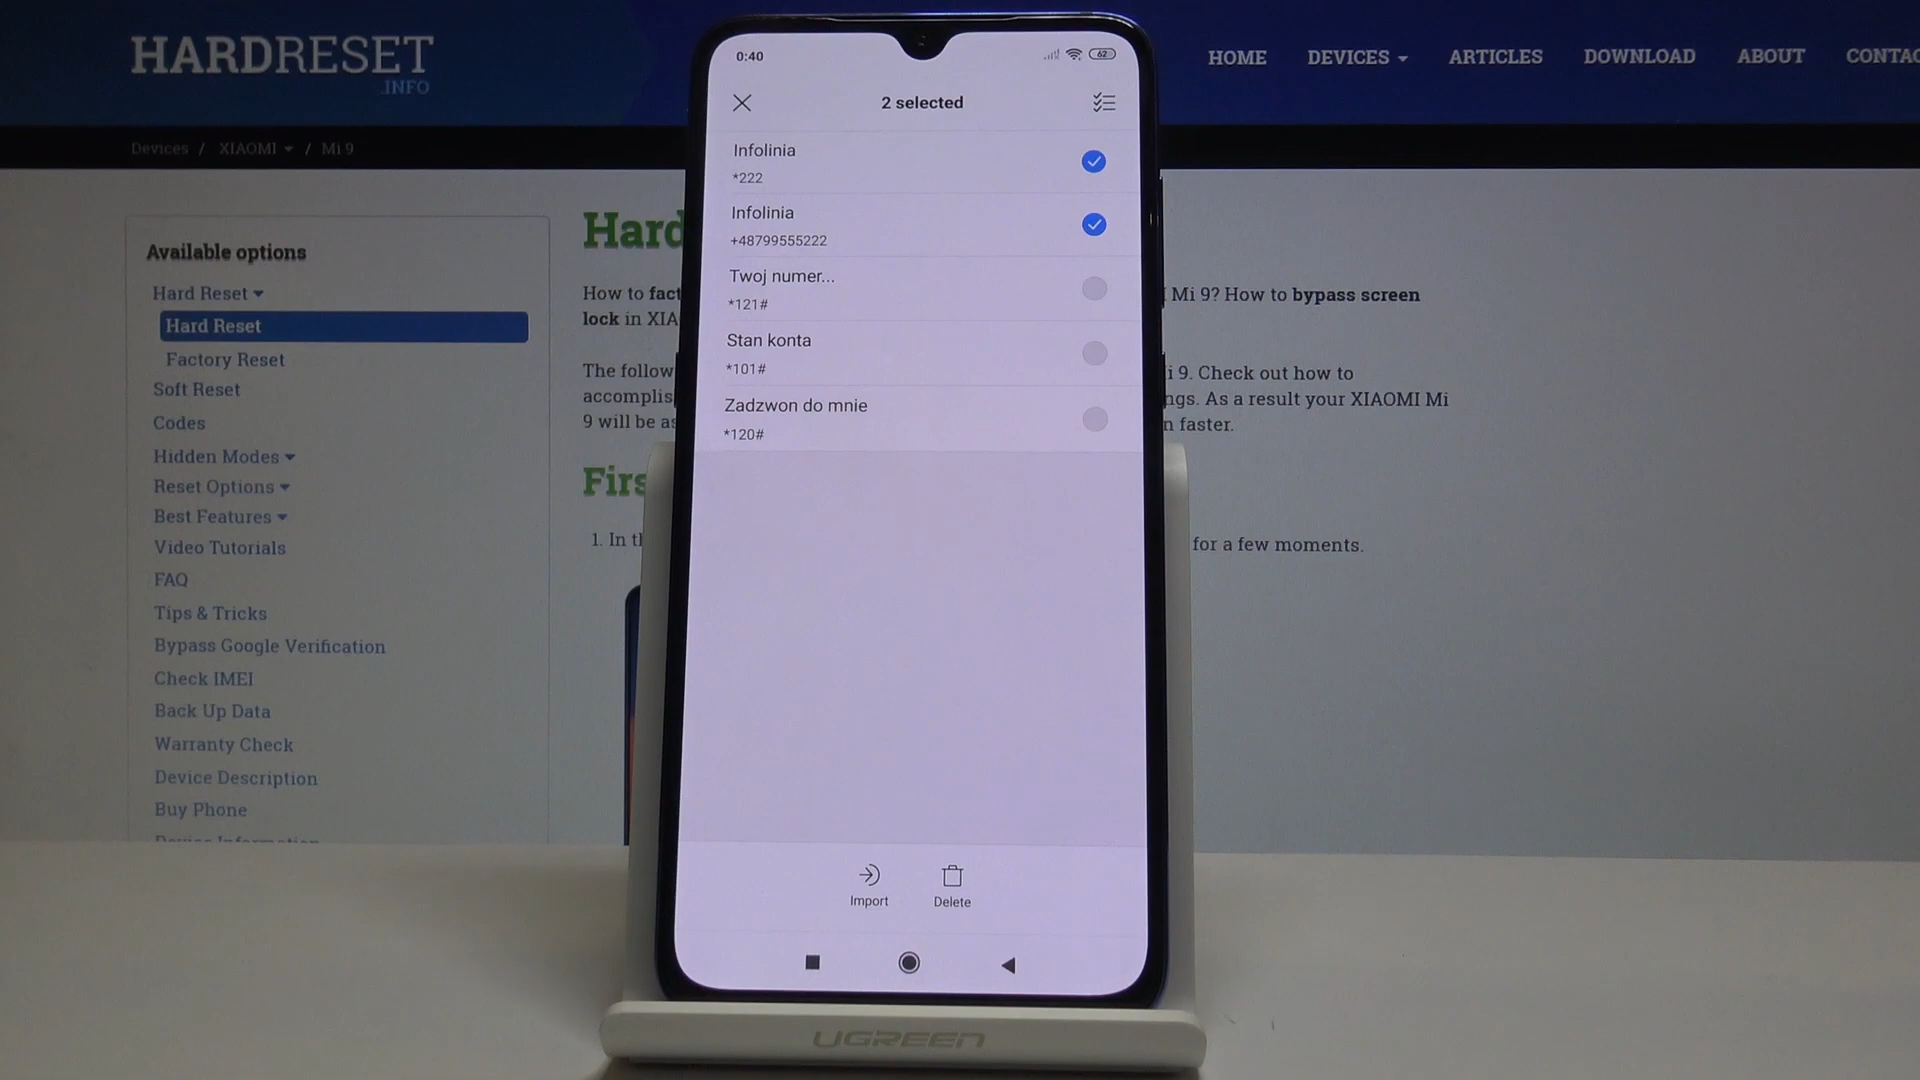 HARDRESET
.INFO
HOME DEVICES ARTICLES DOWNLOAD ABOUT
Devices / XIAOMI / Mi 9
Available options
Hard Reset
Hard Reset
Factory Reset
Soft Reset
Codes
Hidden Modes
Reset Options
Best Features
Video Tutorials
FAQ
Tips & Tricks
Bypass Google Verification
Check IMEI
Back Up Data
Warranty Check
Device Description
Buy Phone
Device Information
Hard
How to fact
Mi 9? How to bypass screen
lock in XIA
The follow
i 9. Check out how to
accomplis
ngs. As a result your XIAOMI Mi
9 will be as
n faster.
Firs
1. In th
for a few moments.
0:40
62
2 selected
Infolinia
*222
Infolinia
+48799555222
Twoj numer...
*121#
Stan konta
*101#
Zadzwon do mnie
*120#
Import Delete
UGREEN